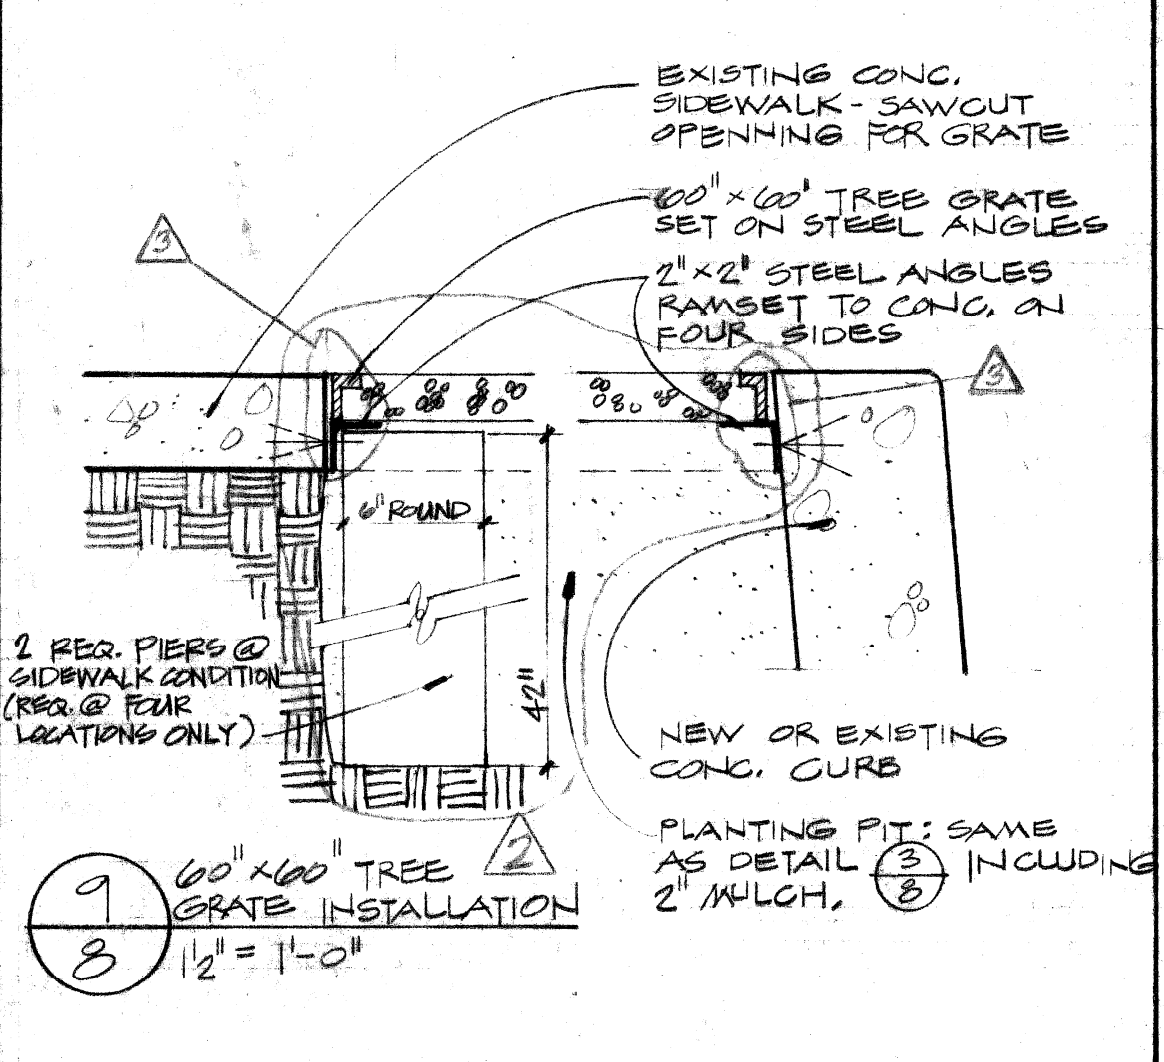 EXISTING CONC.
SIDEWALK - SAWCUT
OPENNING FOR GRATE
60" x 60" TREE GRATE
SET ON STEEL ANGLES
2" x 2" STEEL ANGLES
RAMSET TO CONC. ON
FOUR SIDES
3
3
6" ROUND
42"
2 REQ. PIERS @
SIDEWALK CONDITION
(REQ. @ FOUR
LOCATIONS ONLY)
NEW OR EXISTING
CONC. CURB
PLANTING PIT: SAME
AS DETAIL 3/8 INCLUDING
2" MULCH.
2
9
8
60" x 60" TREE
GRATE INSTALLATION
1 1/2" = 1'-0"